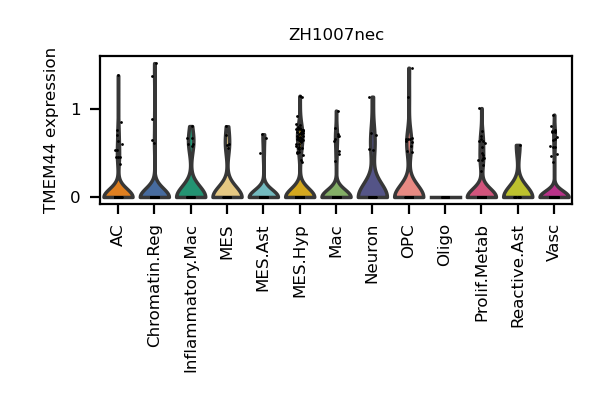 ZH1007nec
TMEM44 expression
1
0
AC
Chromatin.Reg
Inflammatory.Mac
MES
MES.Ast
MES.Hyp
Mac
Neuron
OPC
Oligo
Prolif.Metab
Reactive.Ast
Vasc